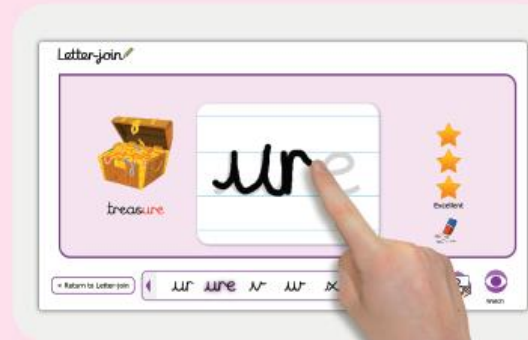 Letter-join
ure
treasure
Excellent
< Return to Letter-join
ur ure v w x
Watch